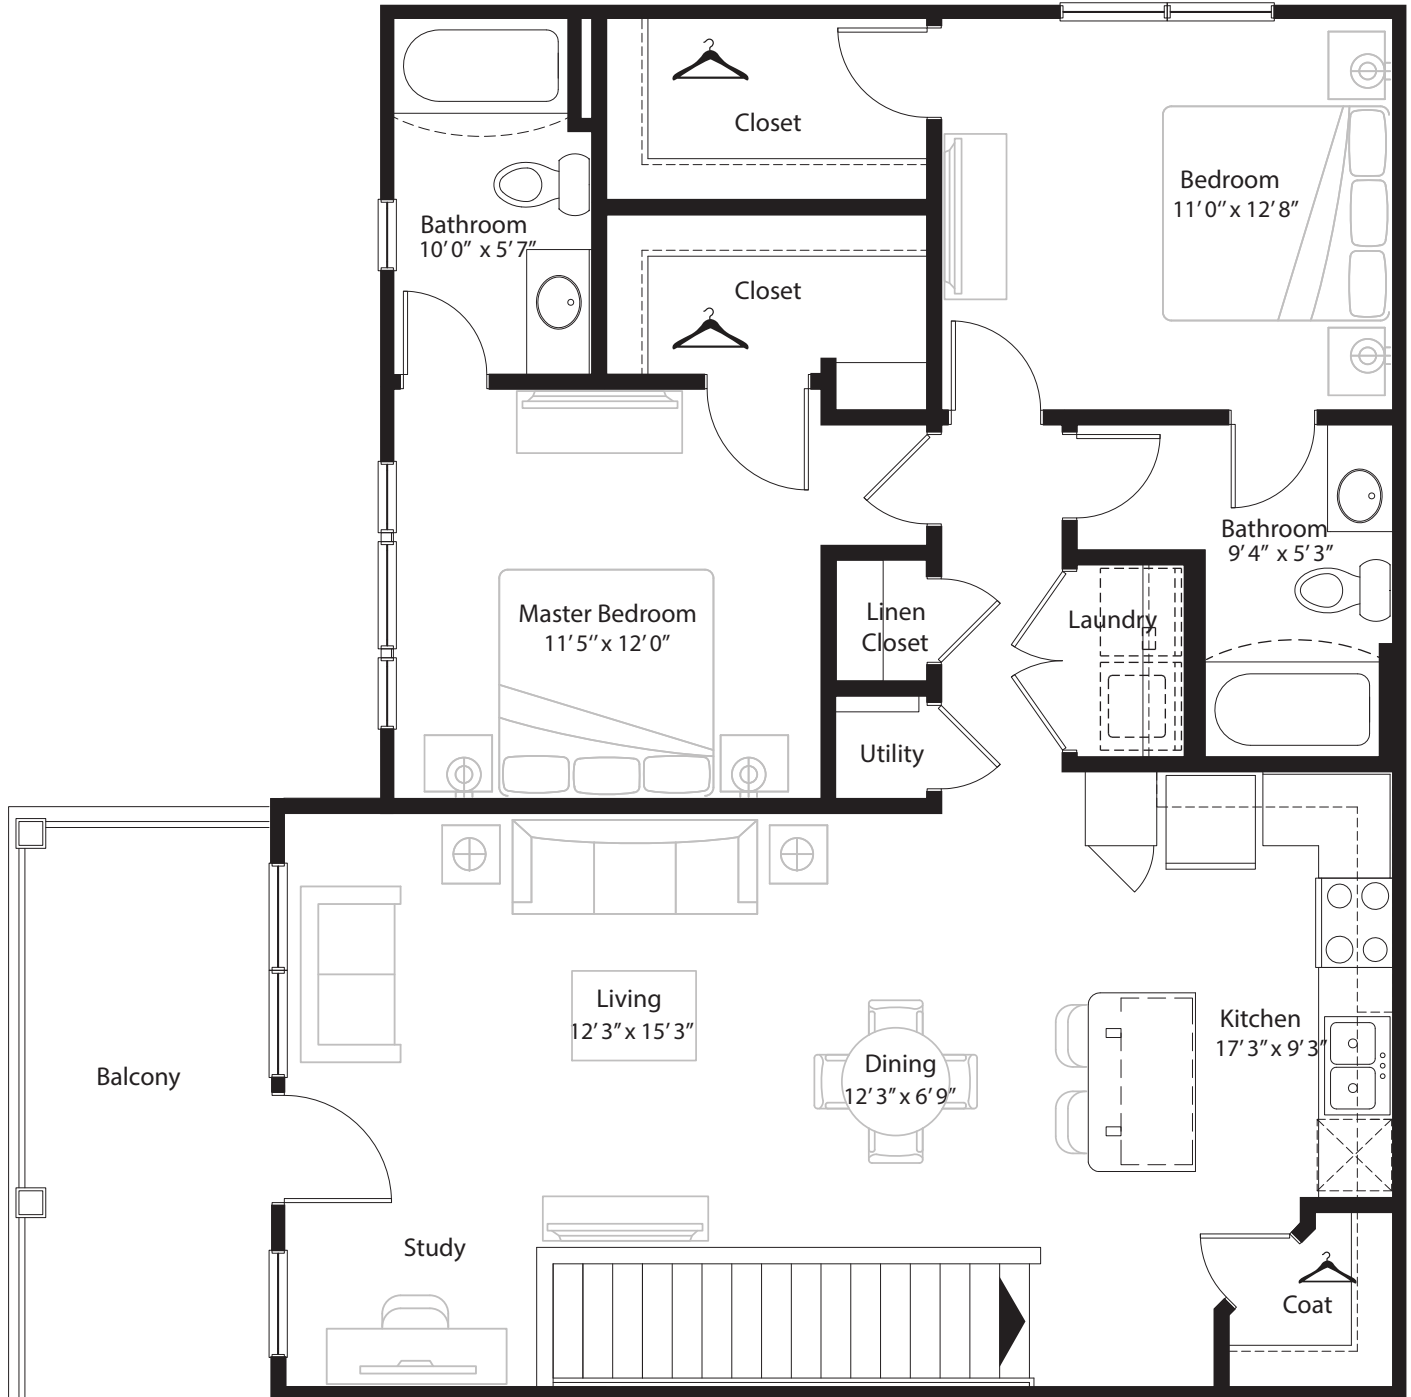 Closet
Bedroom
11'0" x 12'8"
Bathroom
10'0" x 5'7"
Closet
Bathroom
9'4" x 5'3"
Master Bedroom
11'5" x 12'0"
Linen
Closet
Laundry
Utility
Living
12'3" x 15'3"
Kitchen
17'3" x 9'3"
Dining
12'3" x 6'9"
Balcony
Study
Coat